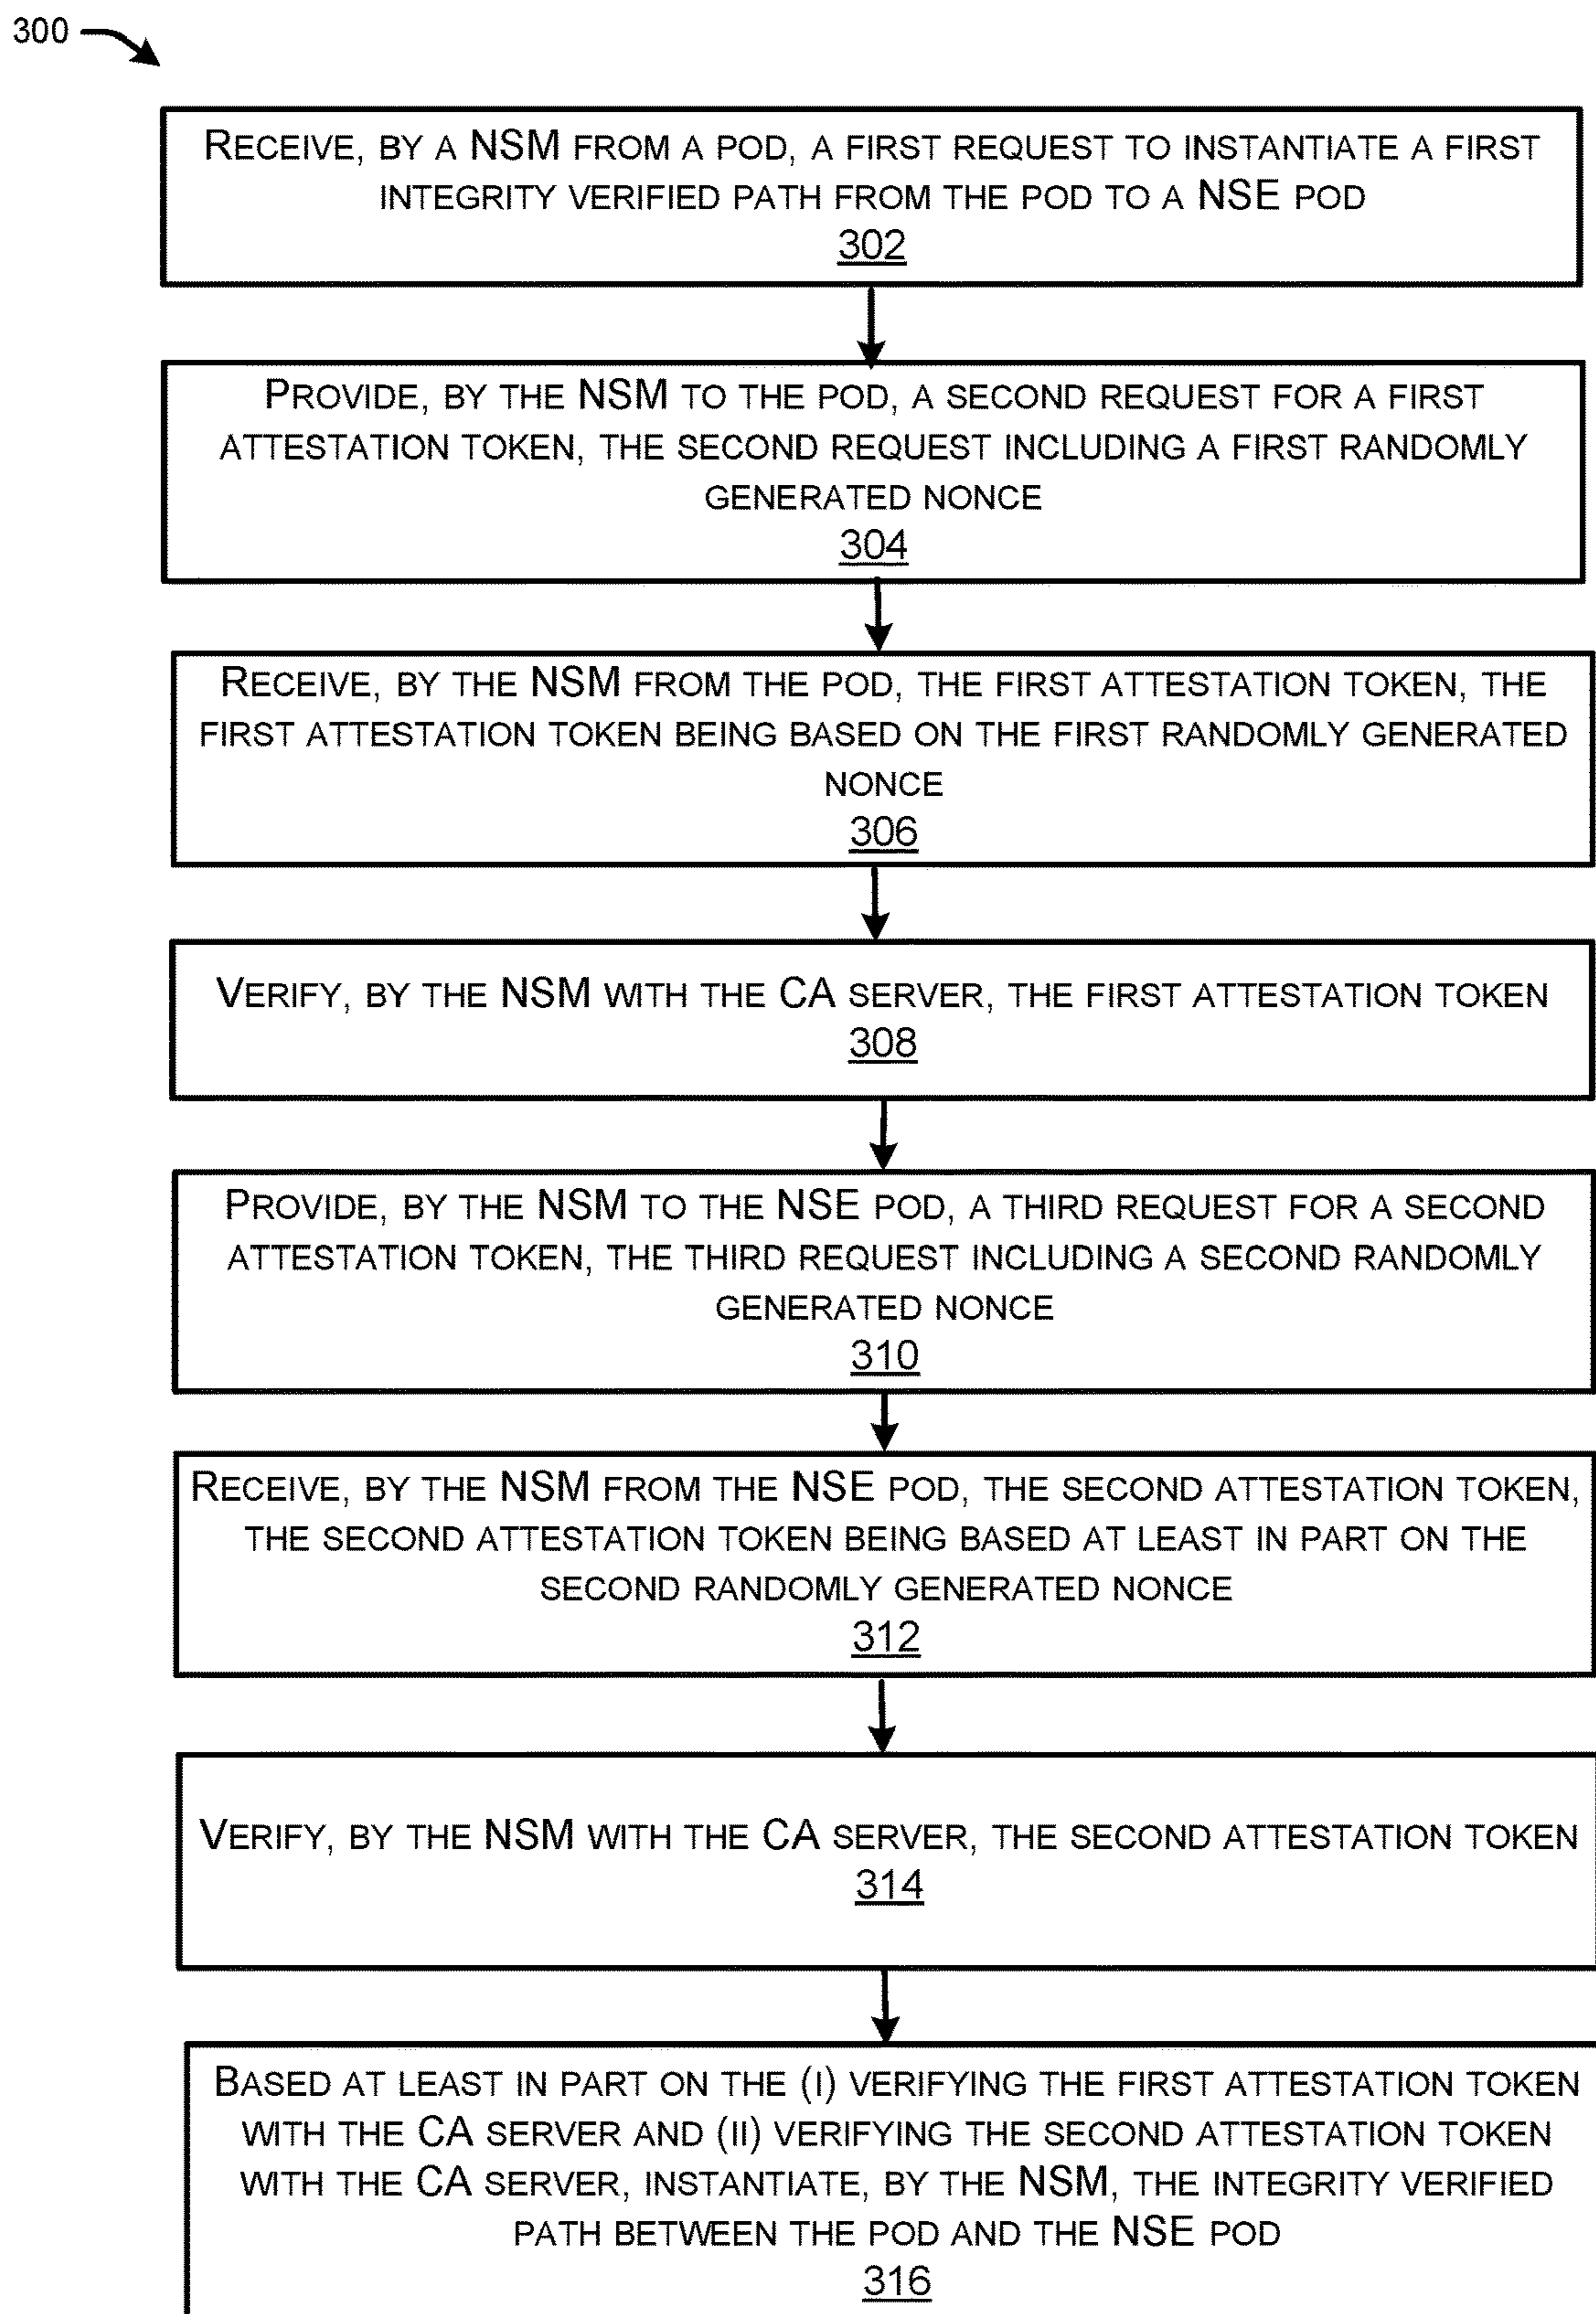 300
RECEIVE, BY A NSM FROM A POD, A FIRST REQUEST TO INSTANTIATE A FIRST
INTEGRITY VERIFIED PATH FROM THE POD TO A NSE POD
302
PROVIDE, BY THE NSM TO THE POD, A SECOND REQUEST FOR A FIRST
ATTESTATION TOKEN, THE SECOND REQUEST INCLUDING A FIRST RANDOMLY
GENERATED NONCE
304
RECEIVE, BY THE NSM FROM THE POD, THE FIRST ATTESTATION TOKEN, THE
FIRST ATTESTATION TOKEN BEING BASED ON THE FIRST RANDOMLY GENERATED
NONCE
306
VERIFY, BY THE NSM WITH THE CA SERVER, THE FIRST ATTESTATION TOKEN
308
PROVIDE, BY THE NSM TO THE NSE POD, A THIRD REQUEST FOR A SECOND
ATTESTATION TOKEN, THE THIRD REQUEST INCLUDING A SECOND RANDOMLY
GENERATED NONCE
310
RECEIVE, BY THE NSM FROM THE NSE POD, THE SECOND ATTESTATION TOKEN,
THE SECOND ATTESTATION TOKEN BEING BASED AT LEAST IN PART ON THE
SECOND RANDOMLY GENERATED NONCE
312
VERIFY, BY THE NSM WITH THE CA SERVER, THE SECOND ATTESTATION TOKEN
314
BASED AT LEAST IN PART ON THE (I) VERIFYING THE FIRST ATTESTATION TOKEN
WITH THE CA SERVER AND (II) VERIFYING THE SECOND ATTESTATION TOKEN
WITH THE CA SERVER, INSTANTIATE, BY THE NSM, THE INTEGRITY VERIFIED
PATH BETWEEN THE POD AND THE NSE POD
316